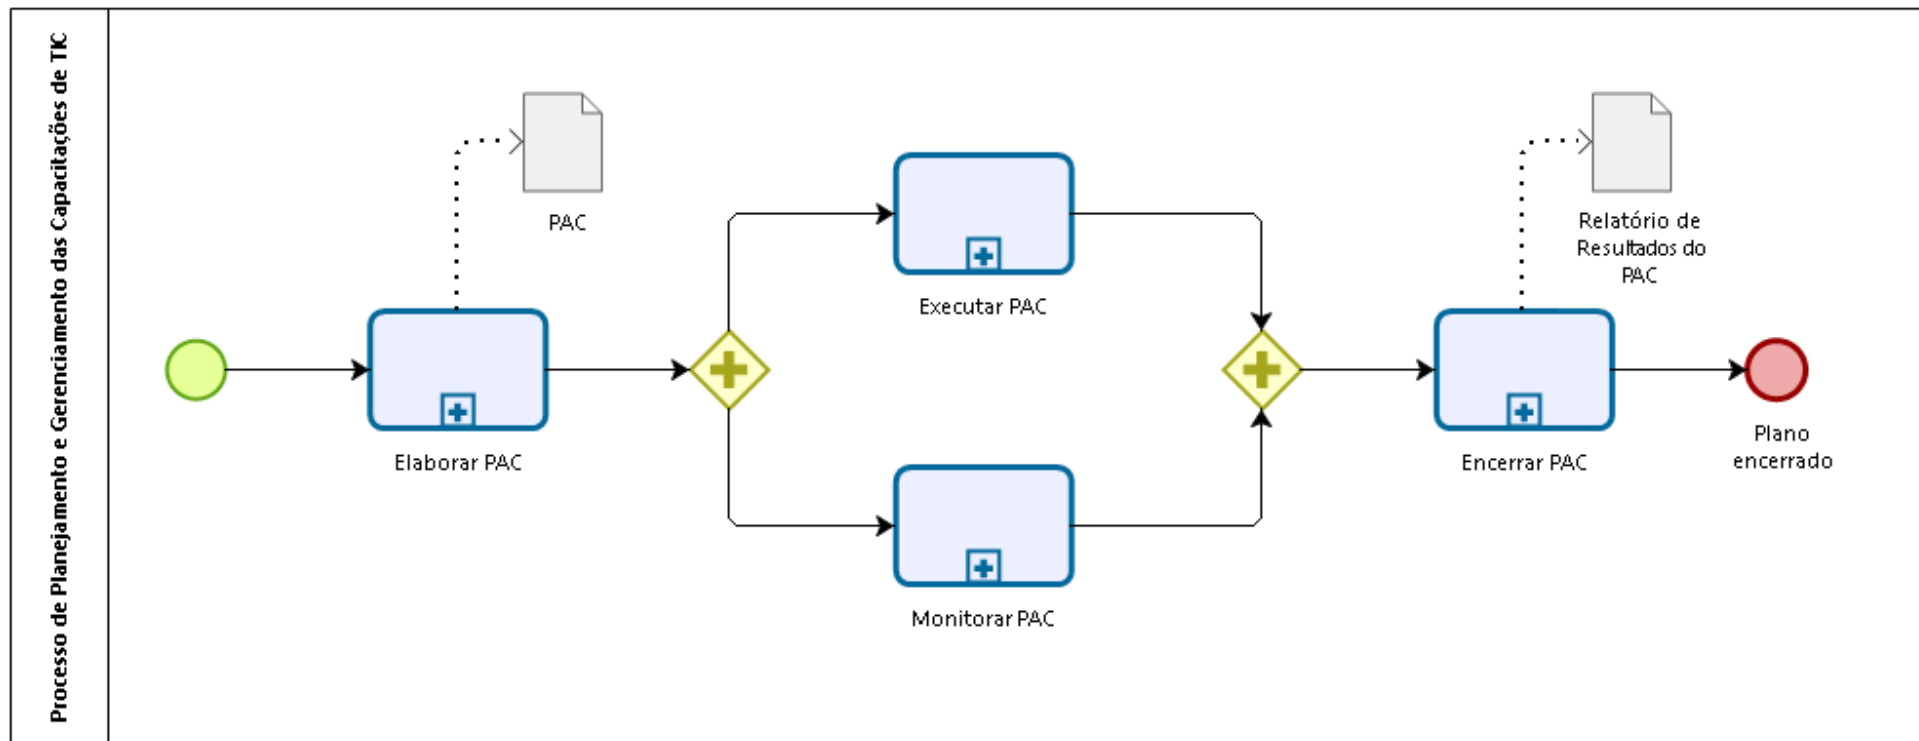 Processo de Planejamento e Gerenciamento das Capacitações de TIC
PAC
Relatório de
Resultados do
PAC
Executar PAC
Elaborar PAC
Encerrar PAC
Plano
encerrado
Monitorar PAC